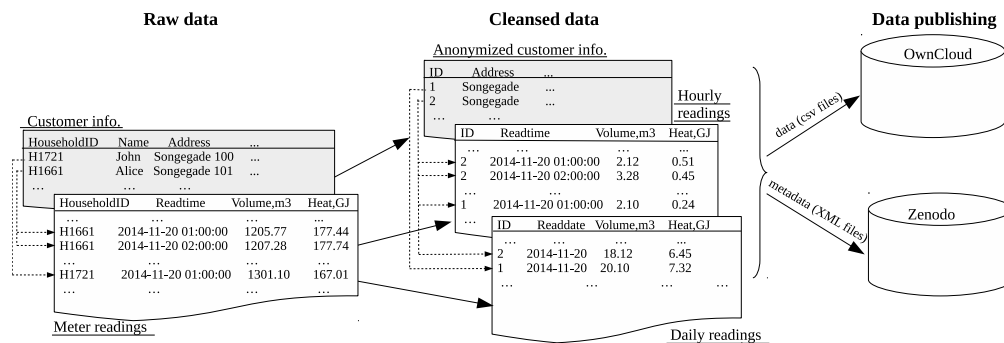 Raw data
Cleansed data
Data publishing
Customer info.
HouseholdID Name Address ...
H1721 John Songegade 100 ...
H1661 Alice Songegade 101 ...
... ... ...
HouseholdID Readtime Volume,m3 Heat,GJ
... ... ... ...
H1661 2014-11-20 01:00:00 1205.77 177.44
H1661 2014-11-20 02:00:00 1207.28 177.74
... ... ... ...
H1721 2014-11-20 01:00:00 1301.10 167.01
... ... ... ...
Meter readings
Anonymized customer info.
ID Address ...
1 Songegade ...
2 Songegade ...
... ...
Hourly
readings
ID Readtime Volume,m3 Heat,GJ
... ... ... ...
2 2014-11-20 01:00:00 2.12 0.51
2 2014-11-20 02:00:00 3.28 0.45
... ... ... ...
1 2014-11-20 01:00:00 2.10 0.24
...
ID Readdate Volume,m3 Heat,GJ
... ... ... ...
2 2014-11-20 18.12 6.45
1 2014-11-20 20.10 7.32
... ... ... ...
Daily readings
data (csv files)
metadata (XML files)
OwnCloud
Zenodo